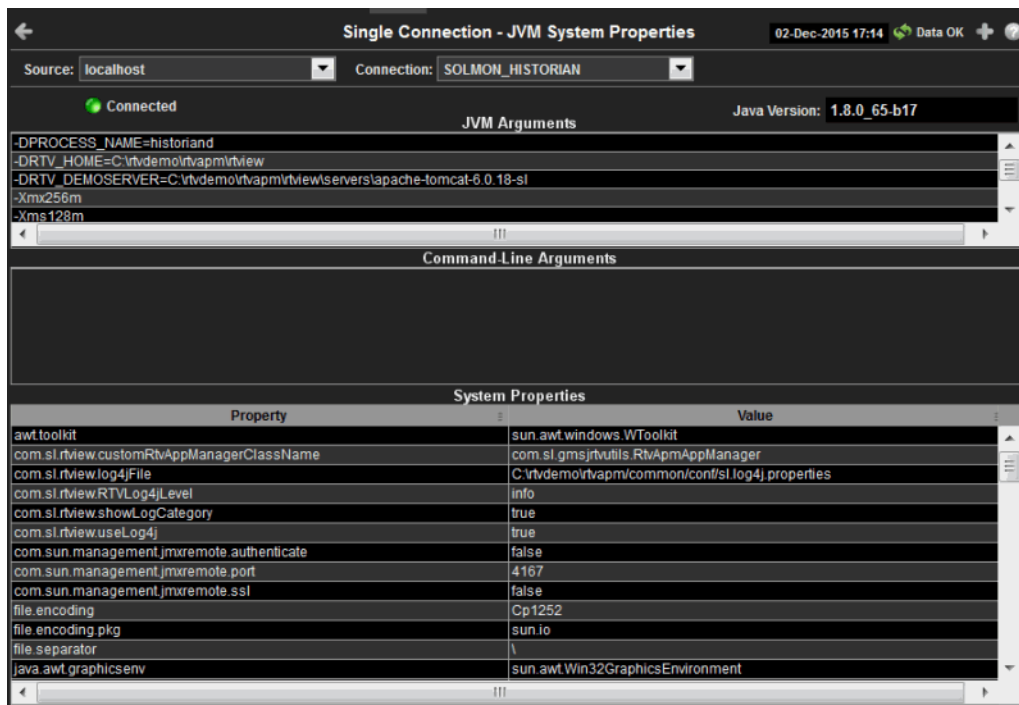 Single Connection - JVM System Properties 02-Dec-2015 17:14 Data OK
Source: localhost Connection: SOLMON_HISTORIAN
Connected Java Version: 1.8.0_65-b17
JVM Arguments
-DPROCESS_NAME=historiand
-DRTV_HOME=C:\rtvdemo\rtvapm\rtview
-DRTV_DEMOSERVER=C:\rtvdemo\rtvapm\rtview\servers\apache-tomcat-6.0.18-sl
-Xmx256m
-Xms128m
Command-Line Arguments
System Properties
Property Value
awt.toolkit sun.awt.windows.WToolkit
com.sl.rtview.customRtvAppManagerClassName com.sl.gmsjrtvutils.RtvApmAppManager
com.sl.rtview.log4jFile C:\rtvdemo\rtvapm/common/conf/sl.log4j.properties
com.sl.rtview.RTVLog4jLevel info
com.sl.rtview.showLogCategory true
com.sl.rtview.useLog4j true
com.sun.management.jmxremote.authenticate false
com.sun.management.jmxremote.port 4167
com.sun.management.jmxremote.ssl false
file.encoding Cp1252
file.encoding.pkg sun.io
file.separator \
java.awt.graphicsenv sun.awt.Win32GraphicsEnvironment